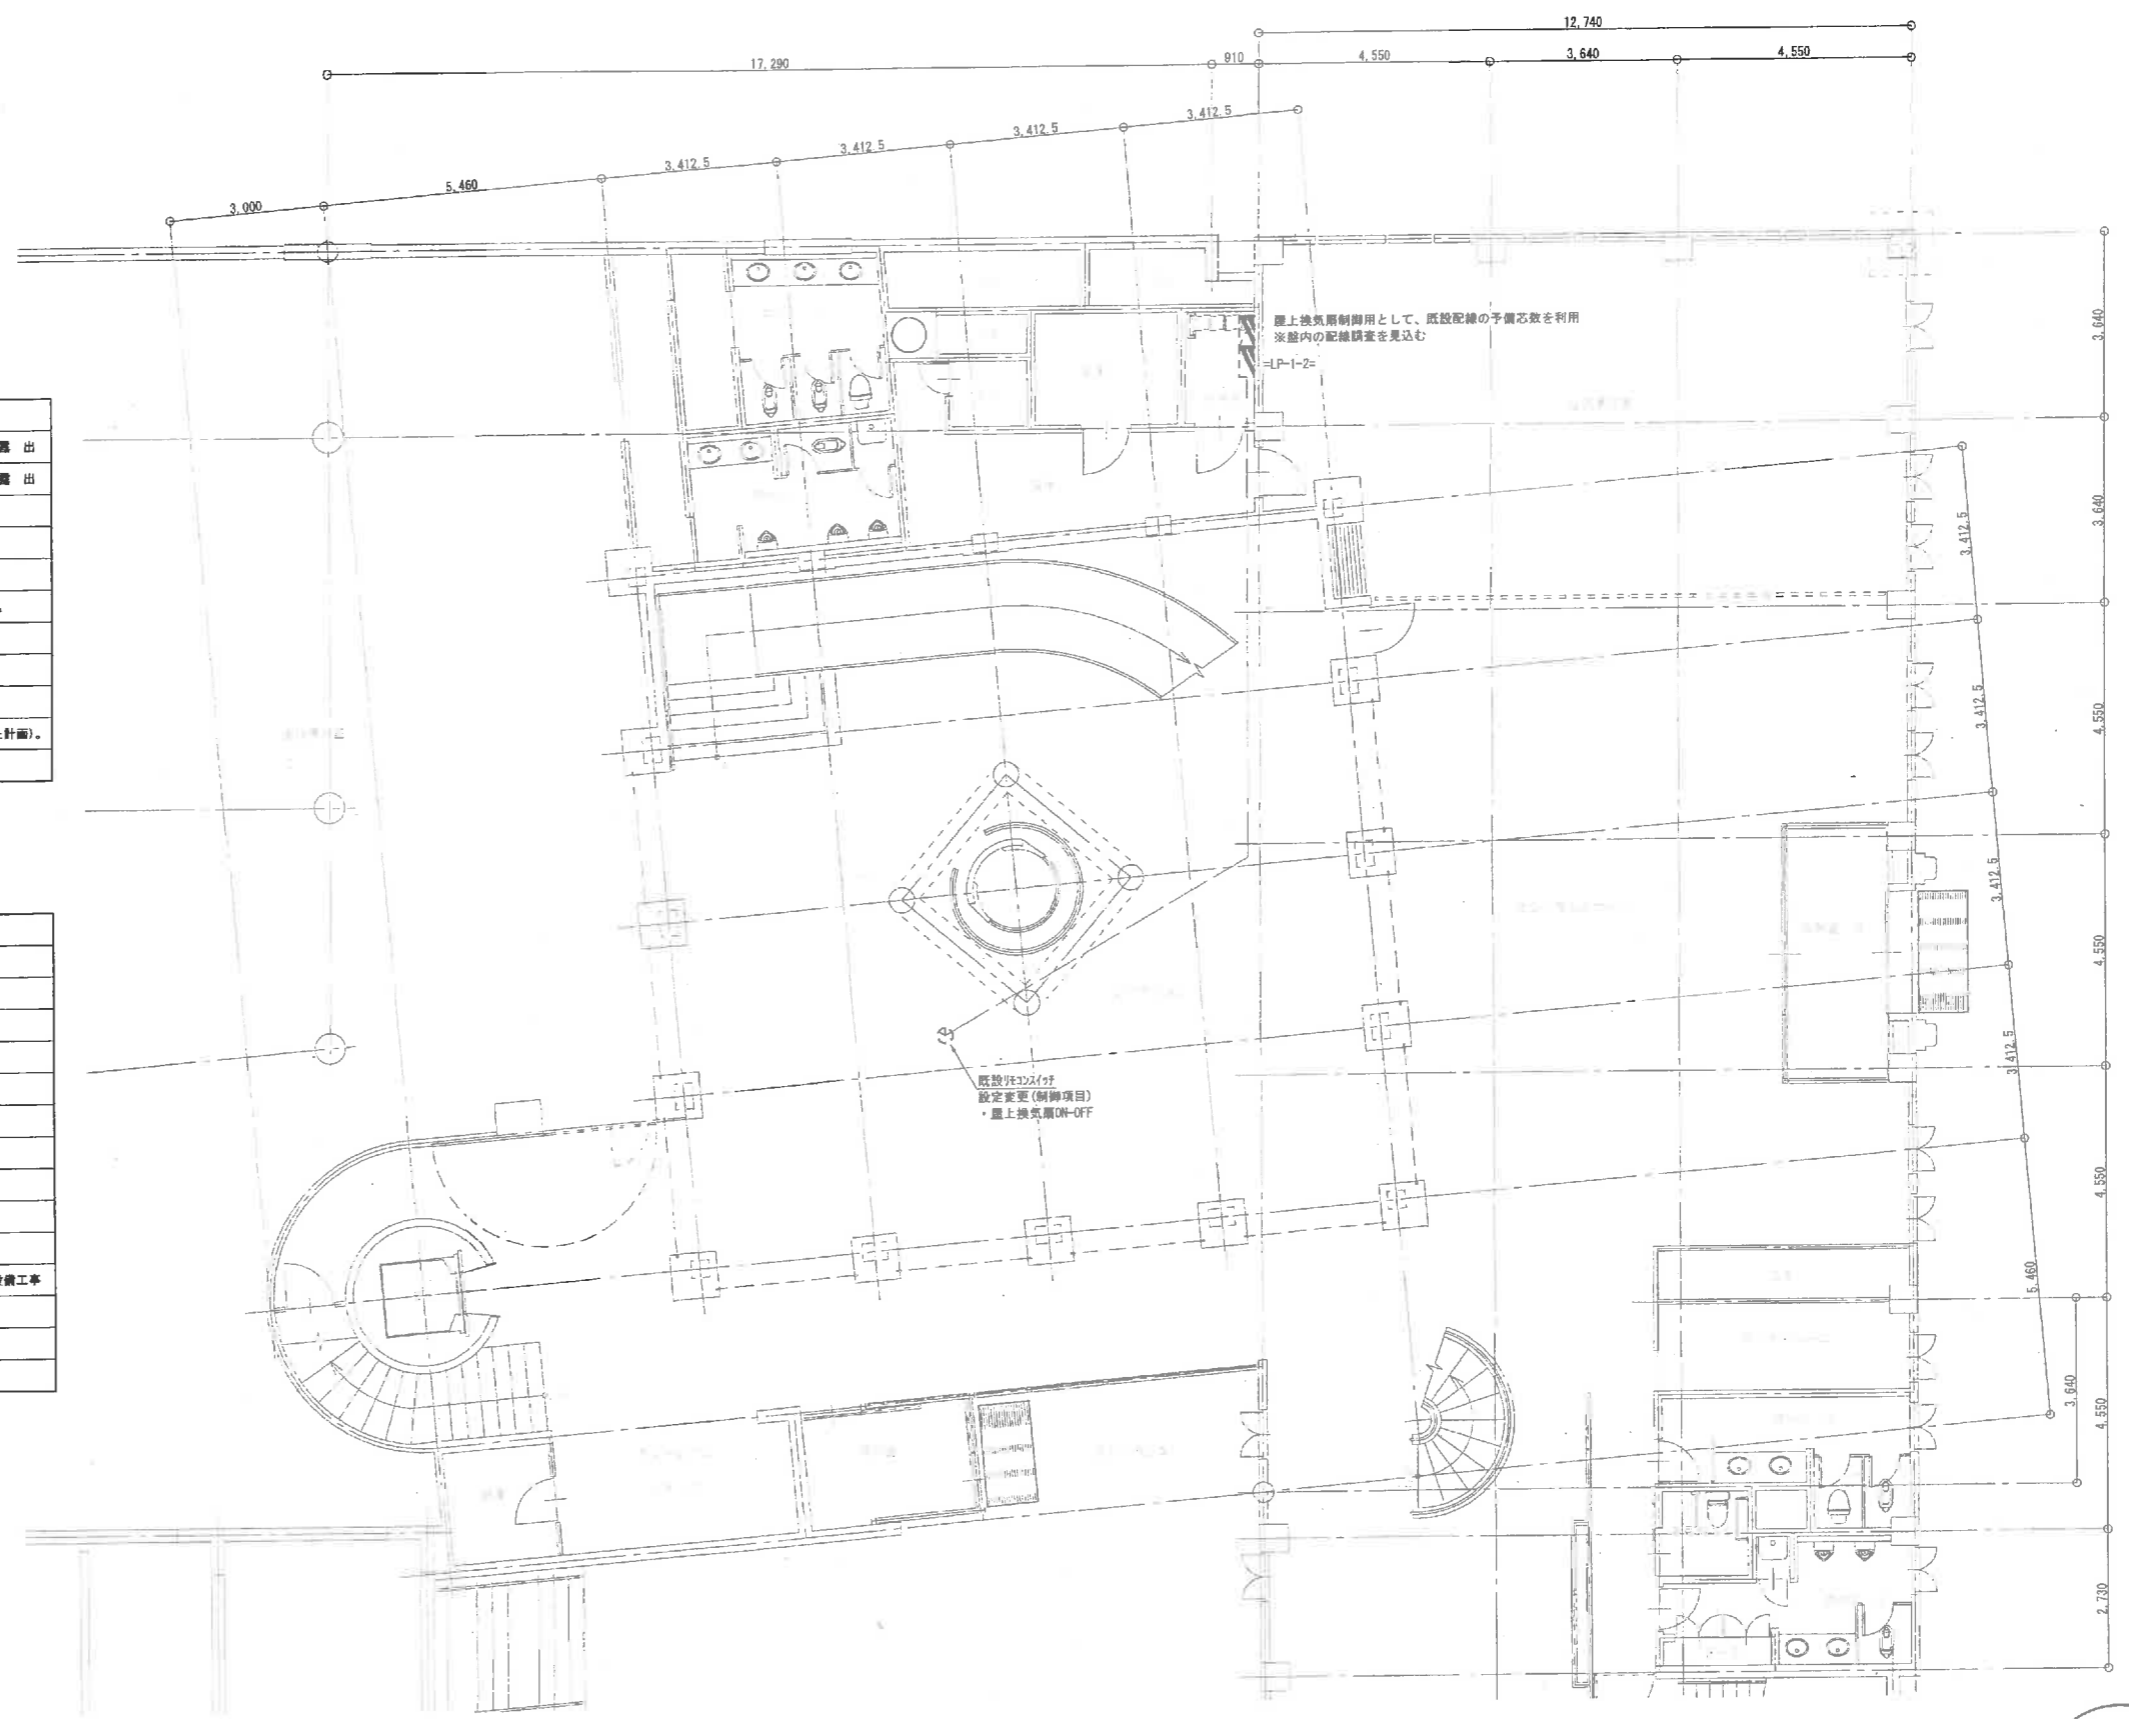 12,740
17,290
910
4,550
3,640
4,550
3,000
5,460
3,412.5
3,412.5
3,412.5
3,412.5
屋上換気扇制御用として、既設配線の予備芯数を利用
※盤内の配線調査を見込む
=LP-1-2=
露 出
露 出
計画)。
備工事
既設リモコンスイッチ
設定変更(制御項目)
・屋上換気扇ON-OFF
3,640
3,640
4,550
4,550
4,550
4,550
2,730
3,640
3,412.5
3,412.5
3,412.5
3,412.5
5,460